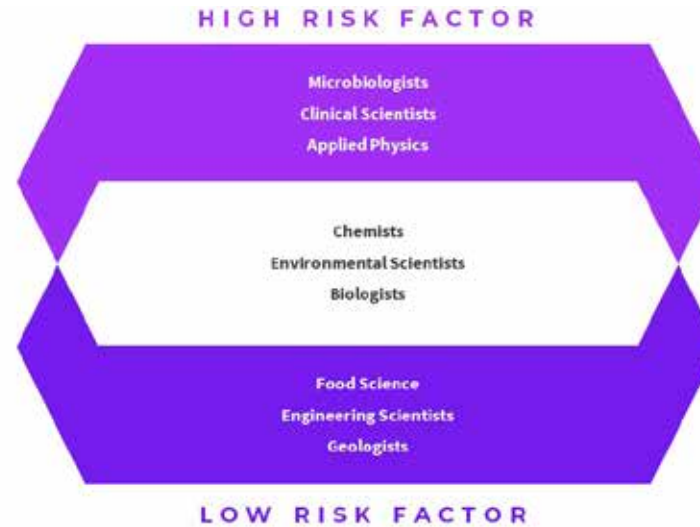 HIGH RISK FACTOR
Microbiologists
Clinical Scientists
Applied Physics
Chemists
Environmental Scientists
Biologists
Food Science
Engineering Scientists
Geologists
LOW RISK FACTOR